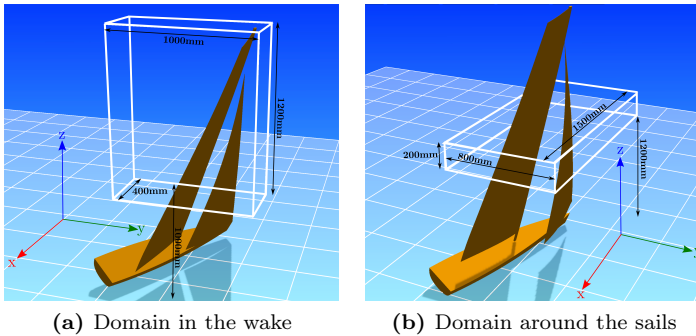 1000mm
1200mm
400mm
1000mm
z
y
x
1500mm
200mm
800mm
1200mm
z
y
x
(a) Domain in the wake
(b) Domain around the sails